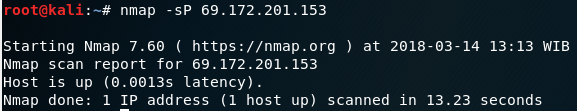 root@kali:~# nmap -sP 69.172.201.153
Starting Nmap 7.60 ( https://nmap.org ) at 2018-03-14 13:13 WIB
Nmap scan report for 69.172.201.153
Host is up (0.0013s latency).
Nmap done: 1 IP address (1 host up) scanned in 13.23 seconds